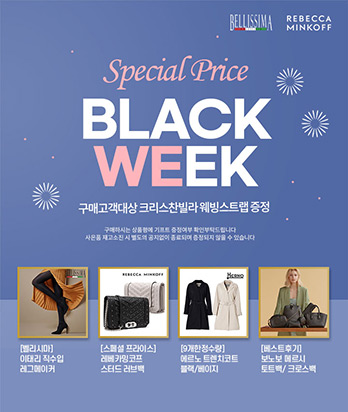 BELLISSIMA
REBECCA
MINKOFF
Special Price
BLACK
WEEK
구매고객대상 크리스찬빌라 웨빙스트랩 증정
구매하시는 상품평에 기프트 증정여부 확인부탁드립니다
사은품 재고소진 시 별도의 공지없이 종료되며 증정되지 않을 수 있습니다
BELLISSIMA
REBECCA MINKOFF
HERNO
[벨리시마]
이태리 직수입
레그메이커
[스페셜 프라이스]
레베카밍코프
스터드 러브백
[9개한정수량]
에르노 트렌치코트
블랙/베이지
[베스트후기]
보노보 메르시
토트백/ 크로스백